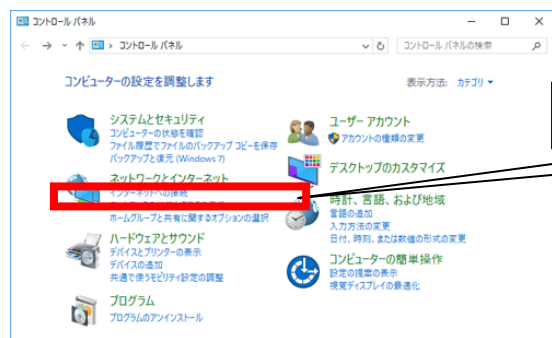 コントロール パネル
コントロール パネル
コントロール パネルの検索
コンピューターの設定を調整します
表示方法: カテゴリ
システムとセキュリティ
コンピューターの状態を確認
ファイル履歴でファイルのバックアップ コピーを保存
バックアップと復元 (Windows 7)
ネットワークとインターネット
インターネットへの接続
ホームグループと共有に関するオプションの選択
ハードウェアとサウンド
デバイスとプリンターの表示
デバイスの追加
共通で使うモビリティ設定の調整
プログラム
プログラムのアンインストール
ユーザー アカウント
アカウントの種類の変更
デスクトップのカスタマイズ
時計、言語、および地域
言語の追加
入力方法の変更
日付、時刻、または数値の形式の変更
コンピューターの簡単操作
設定の提案の表示
視覚ディスプレイの最適化